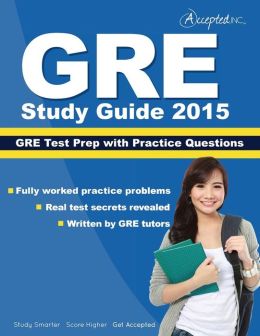 Accepted, INC.
GRE
Study Guide 2015
GRE Test Prep with Practice Questions
Fully worked practice problems
Real test secrets revealed
Written by GRE tutors
Study Smarter Score Higher Get Accepted